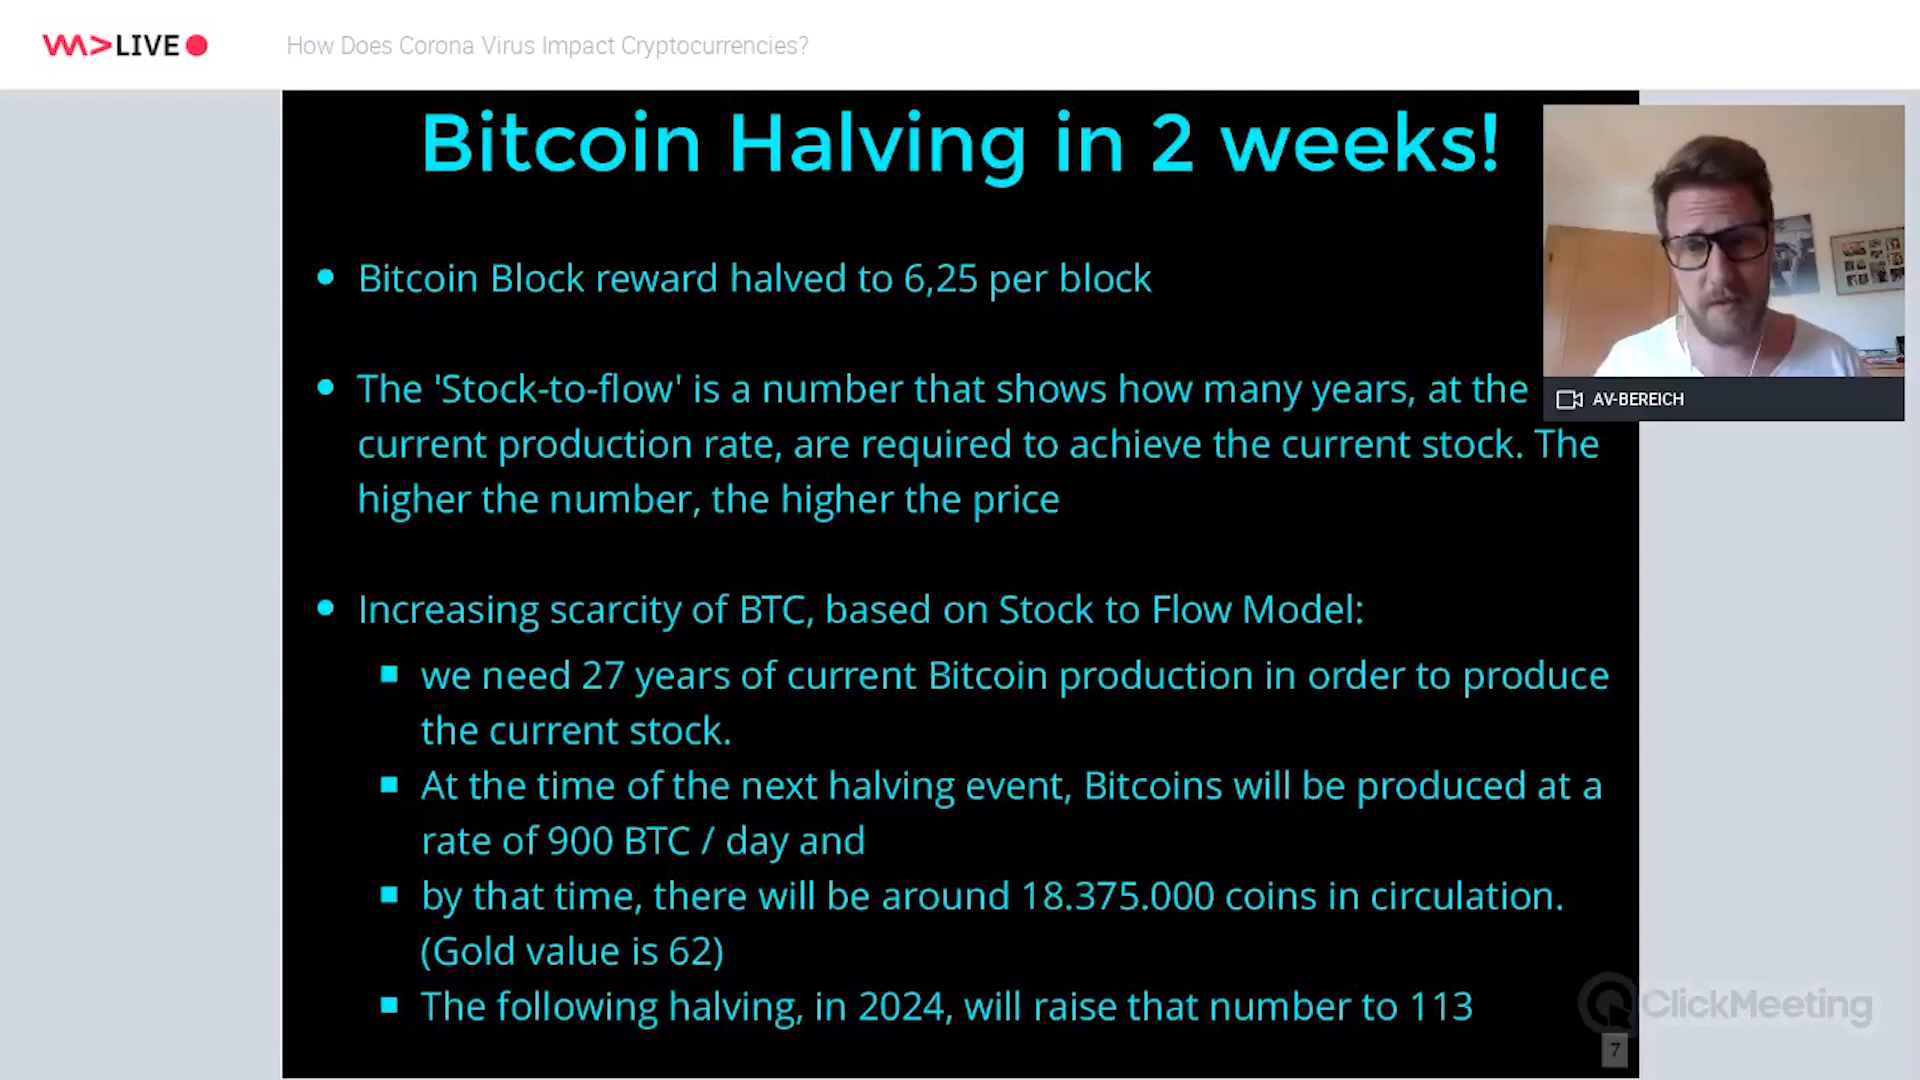 VM>LIVE
How Does Corona Virus Impact Cryptocurrencies?
Bitcoin Halving in 2 weeks!
Bitcoin Block reward halved to 6,25 per block
The 'Stock-to-flow' is a number that shows how many years, at the
current production rate, are required to achieve the current stock. The
higher the number, the higher the price
Increasing scarcity of BTC, based on Stock to Flow Model:
we need 27 years of current Bitcoin production in order to produce
the current stock.
At the time of the next halving event, Bitcoins will be produced at a
rate of 900 BTC / day and
by that time, there will be around 18.375.000 coins in circulation.
(Gold value is 62)
The following halving, in 2024, will raise that number to 113
AV-BEREICH
ClickMeeting
7